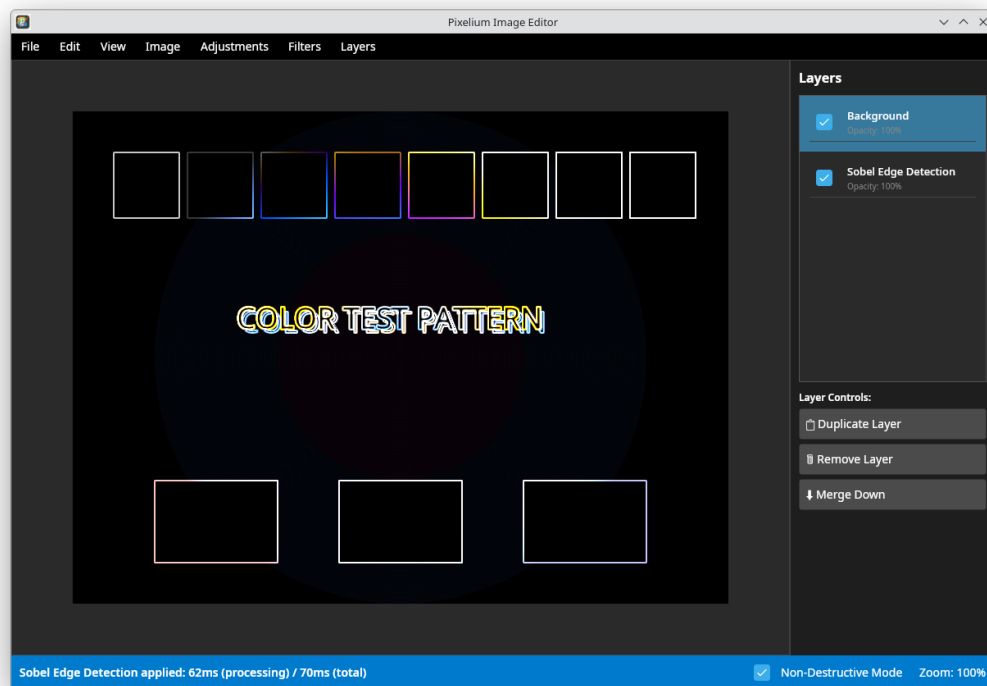 Pixelium Image Editor
File Edit View Image Adjustments Filters Layers
Layers
Background
Opacity: 100%
Sobel Edge Detection
Opacity: 100%
COLOR TEST PATTERN
Layer Controls:
Duplicate Layer
Remove Layer
Merge Down
Sobel Edge Detection applied: 62ms (processing) / 70ms (total) Non-Destructive Mode Zoom: 100%